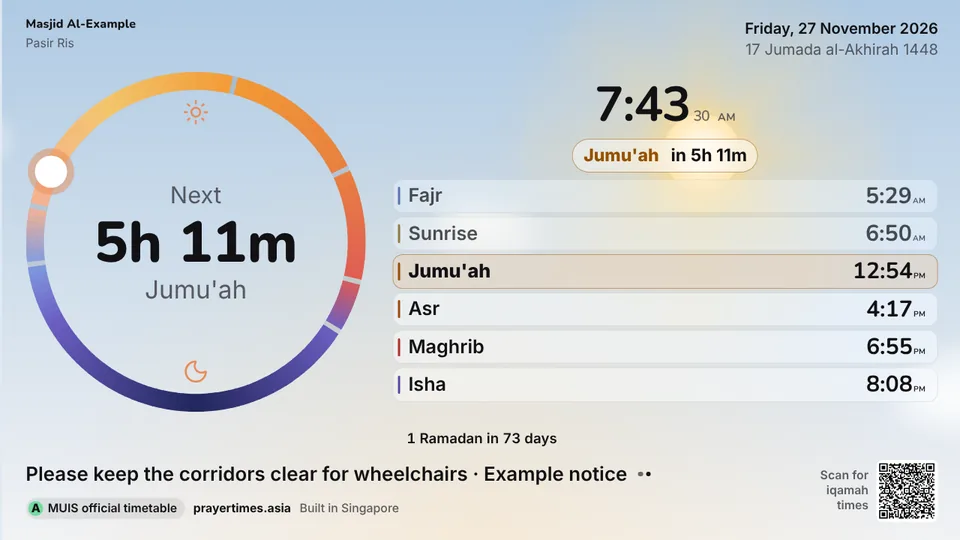 Masjid Al-Example
Pasir Ris
Friday, 27 November 2026
17 Jumada al-Akhirah 1448
7:43 30 AM
Jumu'ah in 5h 11m
Next
5h 11m
Jumu'ah
Fajr 5:29 AM
Sunrise 6:50 AM
Jumu'ah 12:54 PM
Asr 4:17 PM
Maghrib 6:55 PM
Isha 8:08 PM
1 Ramadan in 73 days
Please keep the corridors clear for wheelchairs · Example notice
A MUIS official timetable prayertimes.asia Built in Singapore
Scan for
iqamah
times